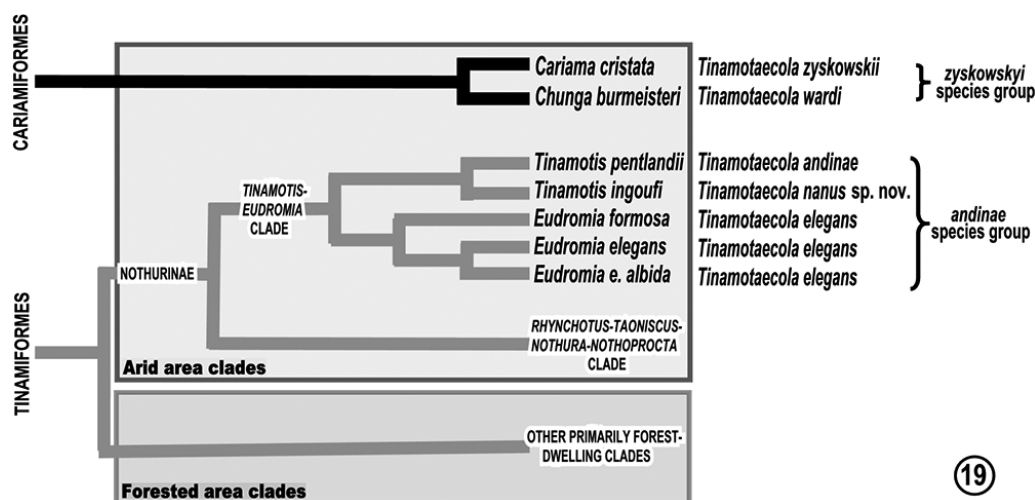 CARIAMIFORMES
Cariama cristata Tinamotaecola zyskowskii
Chunga burmeisteri Tinamotaecola wardi
zyskowskyi
species group
Tinamotis pentlandii Tinamotaecola andinae
Tinamotis ingoufi Tinamotaecola nanus sp. nov.
Eudromia formosa Tinamotaecola elegans
Eudromia elegans Tinamotaecola elegans
Eudromia e. albida Tinamotaecola elegans
andinae
species group
TINAMOTIS-
EUDROMIA
CLADE
NOTHURINAE
TINAMIFORMES
RHYNCHOTUS-TAONISCUS-
NOTHURA-NOTHOPROCTA
CLADE
Arid area clades
OTHER PRIMARILY FOREST-
DWELLING CLADES
Forested area clades
19